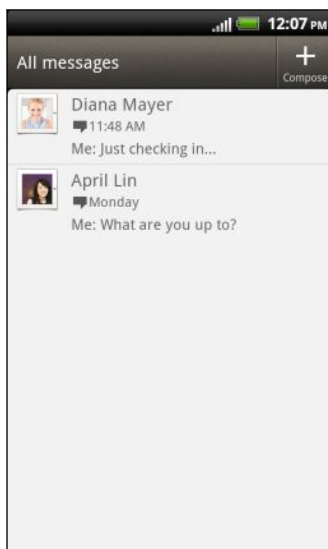 12:07 PM
All messages
Compose
Diana Mayer
11:48 AM
Me: Just checking in...
April Lin
Monday
Me: What are you up to?